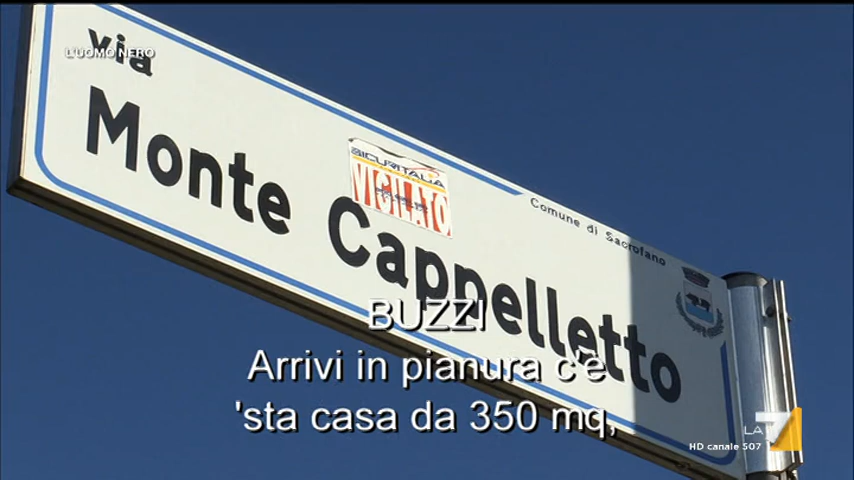 L'UOMO NERO
via
Monte Cappelletto
SICURITALIA
VIGILATO
Comune di Sacrofano
BUZZI
Arrivi in pianura c'è
'sta casa da 350 mq,
LA7
HD canale 507